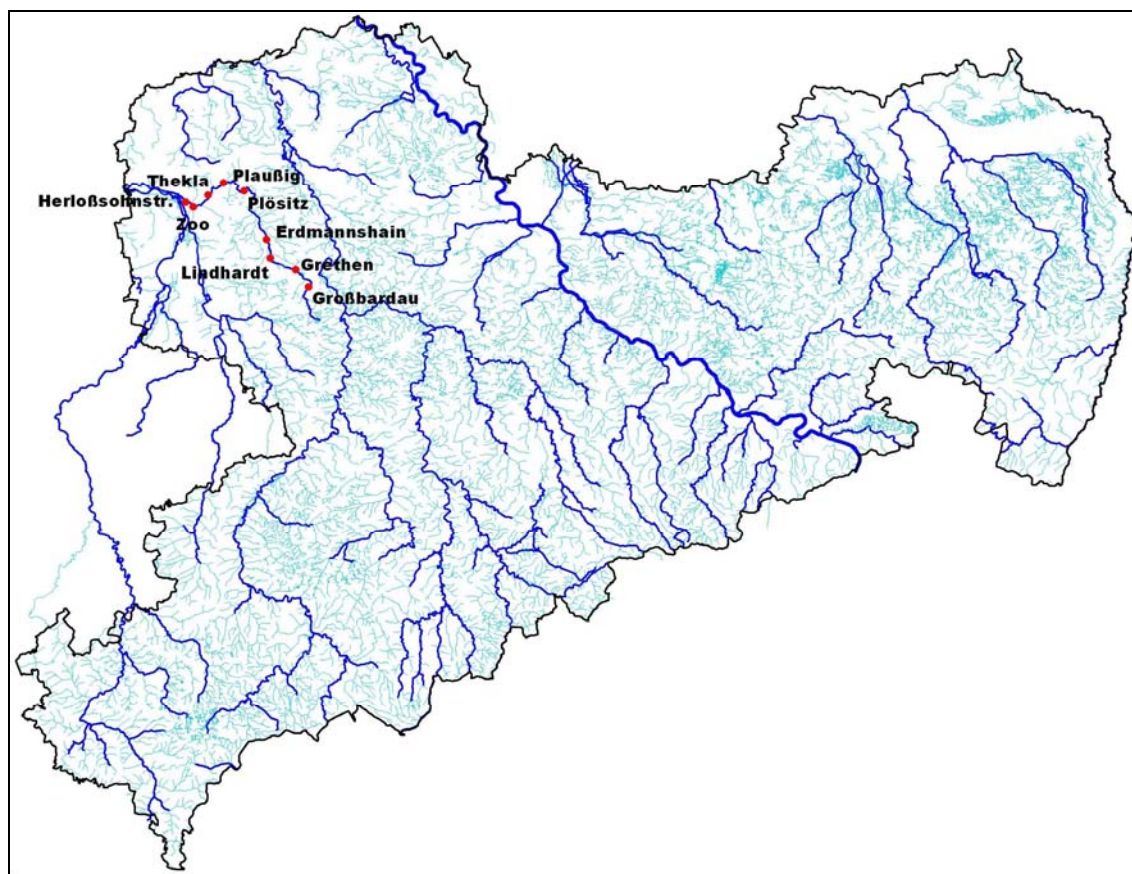 Thekla
Plaußig
Herloßsohnstr.
Plösitz
Zoo
Erdmannshain
Lindhardt
Grethen
Großbardau